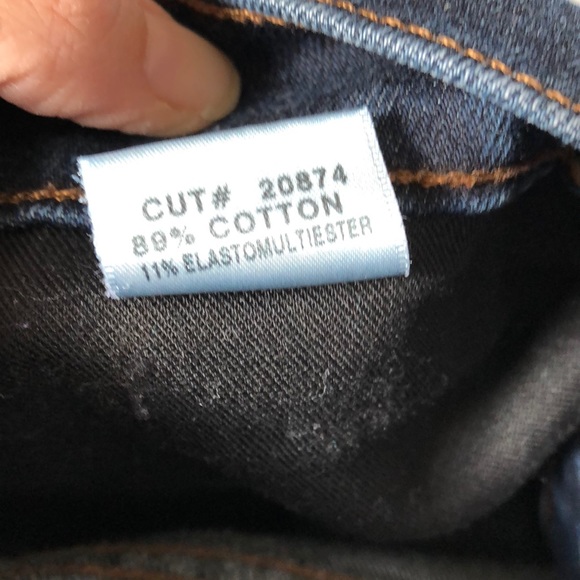 CUT# 20874
89% COTTON
11% ELASTOMULTIESTER